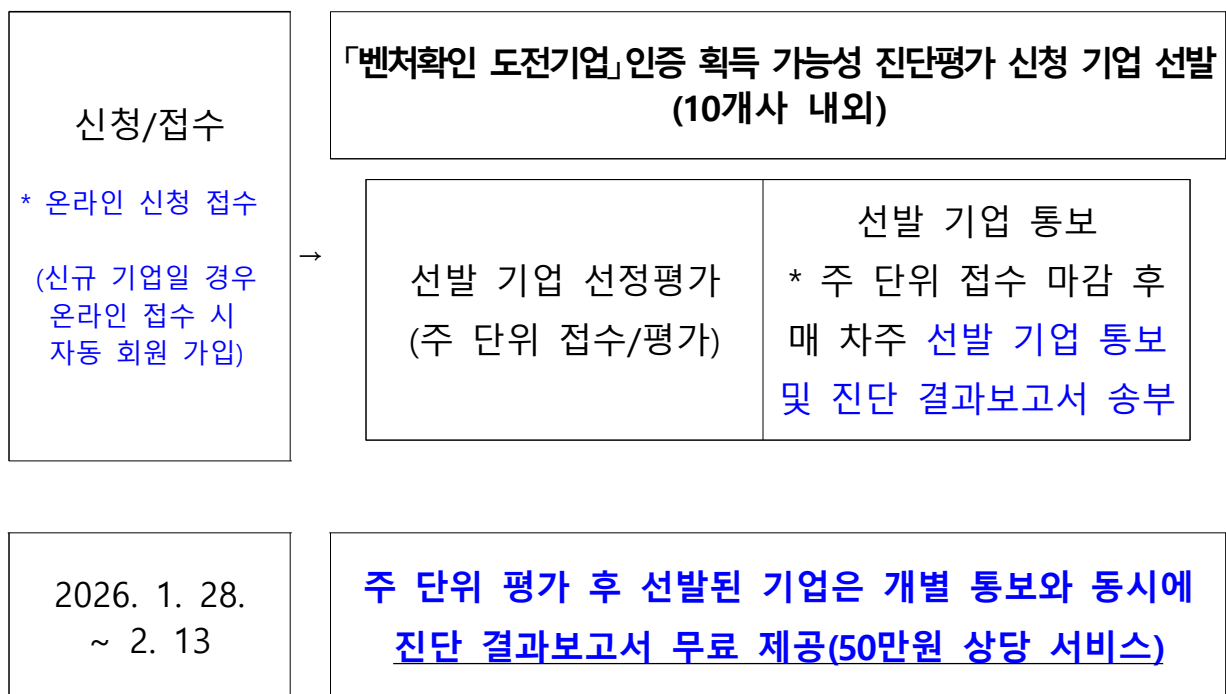 신청/접수
* 온라인 신청 접수
(신규 기업일 경우
온라인 접수 시
자동 회원 가입)
→
「벤처확인 도전기업」인증 획득 가능성 진단평가 신청 기업 선발
(10개사 내외)
선발 기업 선정평가
(주 단위 접수/평가)
선발 기업 통보
* 주 단위 접수 마감 후
매 차주 선발 기업 통보
및 진단 결과보고서 송부
2026. 1. 28.
~ 2. 13
주 단위 평가 후 선발된 기업은 개별 통보와 동시에
진단 결과보고서 무료 제공(50만원 상당 서비스)